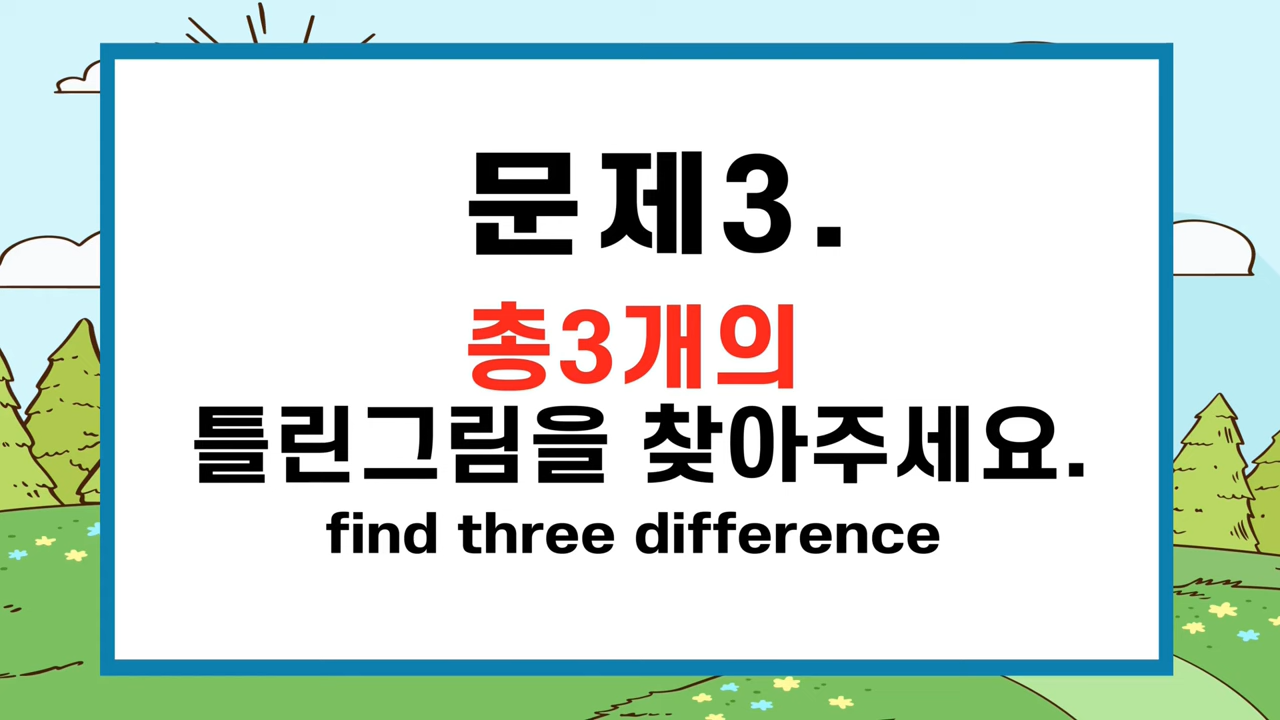 문제3.
총3개의
틀린그림을 찾아주세요.
find three difference